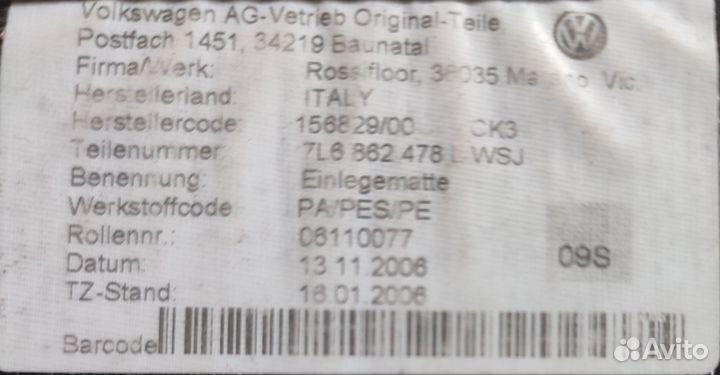 Volkswagen AG-Vetrieb Original-Teile
Postfach 1451, 34219 Baunatal
Firma/Werk: Rossifloor,
Herstellerland: ITALY
Herstellercode: 156829/00 CK3
Teilenummer: 7L6 862 478 L WSJ
Benennung: Einlegematte
Werkstoffcode PA/PES/PE
Rollennr.: 06110077
Datum: 13.11.2006
09S
TZ-Stand: 16.01.2006
Barcode
Avito